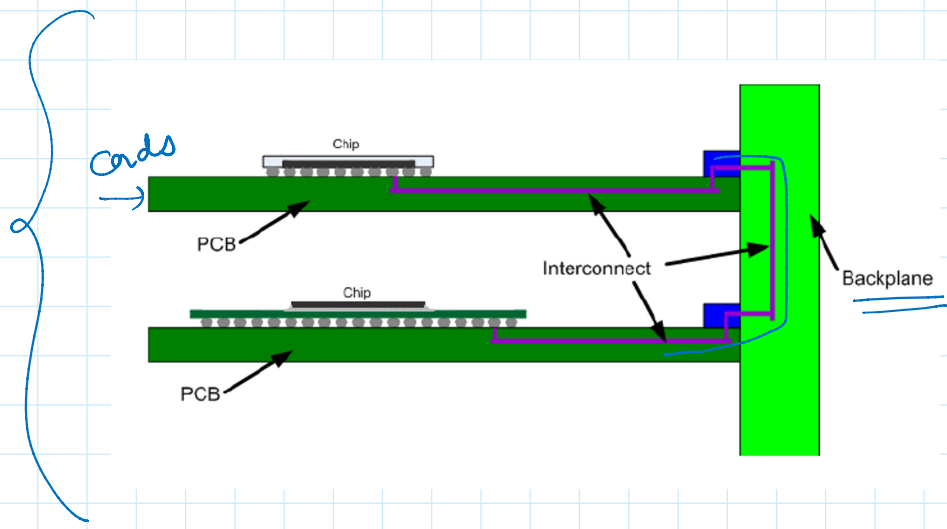 Cards
Chip
PCB
Interconnect
Backplane
Chip
PCB